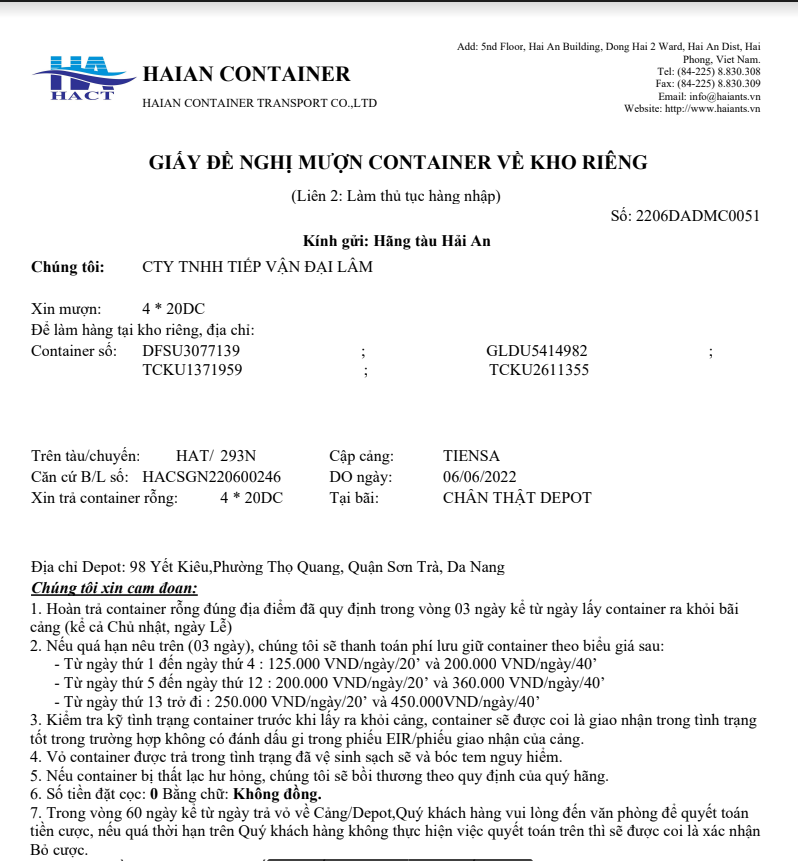 Add: 5nd Floor, Hai An Building, Dong Hai 2 Ward, Hai An Dist, Hai
Phong, Viet Nam.
Tel: (84-225) 8.830.308
Fax: (84-225) 8.830.309
Email: info@haiants.vn
Website: http://www.haiants.vn
HA
HACT
HAIAN CONTAINER
HAIAN CONTAINER TRANSPORT CO.,LTD
GIẤY ĐỀ NGHỊ MƯỢN CONTAINER VỀ KHO RIÊNG
(Liên 2: Làm thủ tục hàng nhập)
Số: 2206DADMC0051
Kính gửi: Hãng tàu Hải An
Chúng tôi: CTY TNHH TIẾP VẬN ĐẠI LÂM
Xin mượn: 4 * 20DC
Để làm hàng tại kho riêng, địa chỉ:
Container số: DFSU3077139 ; GLDU5414982 ;
TCKU1371959 ; TCKU2611355
Trên tàu/chuyến: HAT/ 293N Cập cảng: TIENSA
Căn cứ B/L số: HACSGN220600246 DO ngày: 06/06/2022
Xin trả container rỗng: 4 * 20DC Tại bãi: CHÂN THẬT DEPOT
Địa chỉ Depot: 98 Yết Kiêu,Phường Thọ Quang, Quận Sơn Trà, Da Nang
Chúng tôi xin cam đoan:
1. Hoàn trả container rỗng đúng địa điểm đã quy định trong vòng 03 ngày kể từ ngày lấy container ra khỏi bãi
cảng (kể cả Chủ nhật, ngày Lễ)
2. Nếu quá hạn nêu trên (03 ngày), chúng tôi sẽ thanh toán phí lưu giữ container theo biểu giá sau:
- Từ ngày thứ 1 đến ngày thứ 4 : 125.000 VND/ngày/20’ và 200.000 VND/ngày/40’
- Từ ngày thứ 5 đến ngày thứ 12 : 200.000 VND/ngày/20’ và 360.000 VND/ngày/40’
- Từ ngày thứ 13 trở đi : 250.000 VND/ngày/20’ và 450.000VND/ngày/40’
3. Kiểm tra kỹ tình trạng container trước khi lấy ra khỏi cảng, container sẽ được coi là giao nhận trong tình trạng
tốt trong trường hợp không có đánh dấu gi trong phiếu EIR/phiếu giao nhận của cảng.
4. Vỏ container được trả trong tình trạng đã vệ sinh sạch sẽ và bóc tem nguy hiểm.
5. Nếu container bị thất lạc hư hỏng, chúng tôi sẽ bồi thương theo quy định của quý hãng.
6. Số tiền đặt cọc: 0 Bằng chữ: Không đồng.
7. Trong vòng 60 ngày kể từ ngày trả vỏ về Cảng/Depot,Quý khách hàng vui lòng đến văn phòng để quyết toán
tiền cược, nếu quá thời hạn trên Quý khách hàng không thực hiện việc quyết toán trên thì sẽ được coi là xác nhận
Bỏ cược.